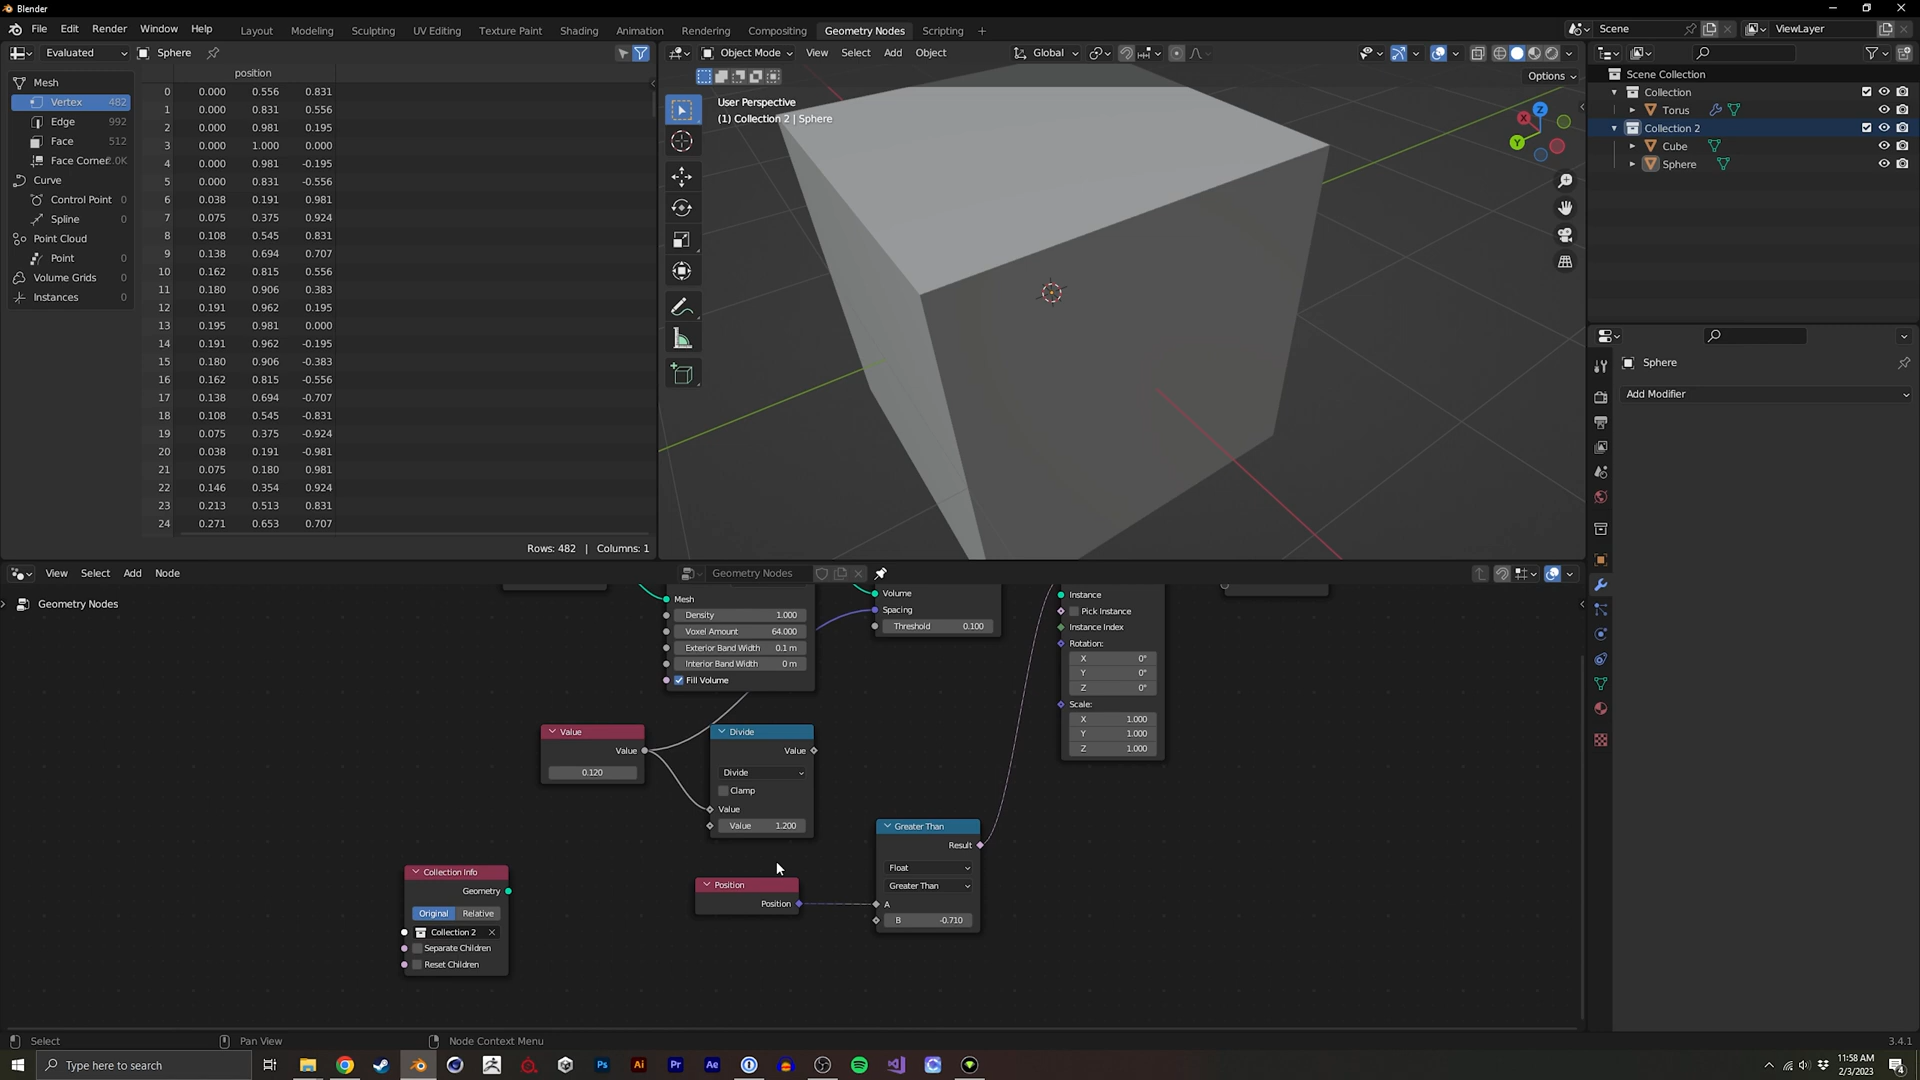 Blender
File Edit Render Window Help
Layout Modeling Sculpting UV Editing Texture Paint Shading Animation Rendering Compositing Geometry Nodes Scripting +
Scene ViewLayer
Evaluated Sphere
Object Mode View Select Add Object Global
Options
position
Mesh
Vertex 482
Edge 992
Face 512
Face Corner 2.0K
Curve
Control Point 0
Spline 0
Point Cloud
Point 0
Volume Grids 0
Instances 0
0 0.000 0.556 0.831
1 0.000 0.831 0.556
2 0.000 0.981 0.195
3 0.000 1.000 0.000
4 0.000 0.981 -0.195
5 0.000 0.831 -0.556
6 0.038 0.191 0.981
7 0.075 0.375 0.924
8 0.108 0.545 0.831
9 0.138 0.694 0.707
10 0.162 0.815 0.556
11 0.180 0.906 0.383
12 0.191 0.962 0.195
13 0.195 0.981 0.000
14 0.191 0.962 -0.195
15 0.180 0.906 -0.383
16 0.162 0.815 -0.556
17 0.138 0.694 -0.707
18 0.108 0.545 -0.831
19 0.075 0.375 -0.924
20 0.038 0.191 -0.981
21 0.075 0.180 0.981
22 0.146 0.354 0.924
23 0.213 0.513 0.831
24 0.271 0.653 0.707
Rows: 482 | Columns: 1
User Perspective
(1) Collection 2 | Sphere
Z
X
Y
Scene Collection
Collection
Torus
Collection 2
Cube
Sphere
Sphere
Add Modifier
View Select Add Node Geometry Nodes
Geometry Nodes
Mesh
Density 1.000
Voxel Amount 64.000
Exterior Band Width 0.1 m
Interior Band Width 0 m
Fill Volume
Volume
Spacing
Threshold 0.100
Instance
Pick Instance
Instance Index
Rotation:
X 0°
Y 0°
Z 0°
Scale:
X 1.000
Y 1.000
Z 1.000
Value
Value
0.120
Divide
Value
Divide
Clamp
Value
Value 1.200
Greater Than
Result
Float
Greater Than
A
B -0.710
Position
Position
Collection Info
Geometry
Original Relative
Collection 2
Separate Children
Reset Children
Select Pan View Node Context Menu 3.4.1
Type here to search
Ps Ai Pr Ae
11:58 AM
2/3/2023
4